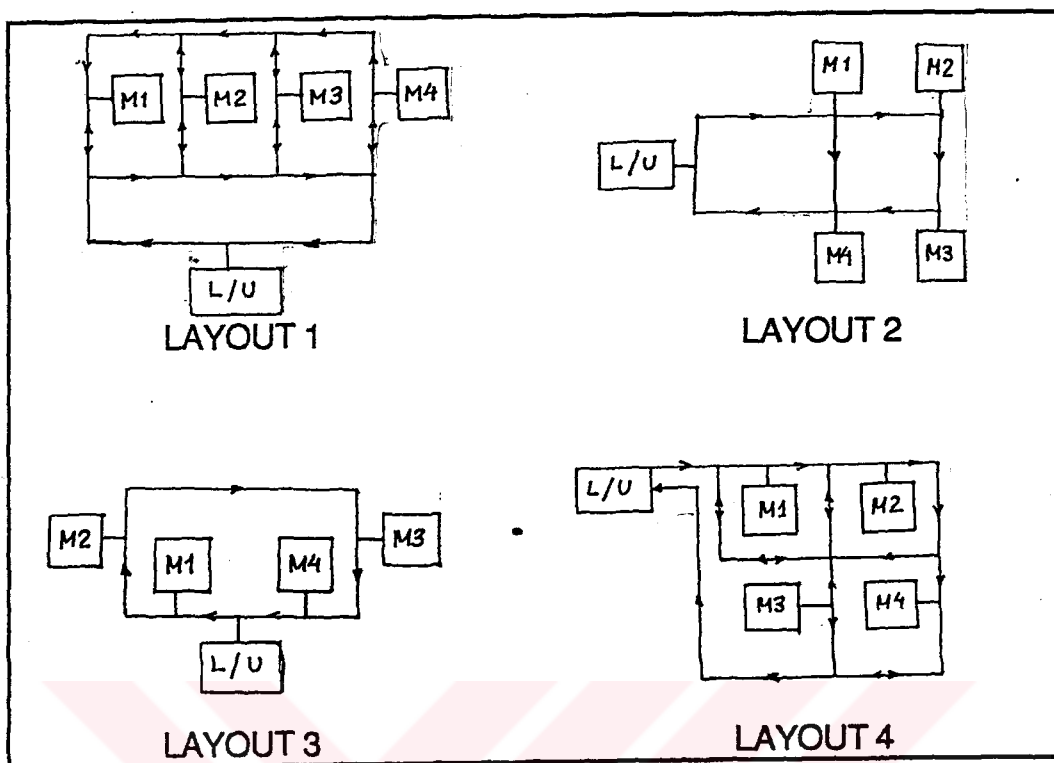 M1 M2 M3 M4
L/U
LAYOUT 1
M1 M2
L/U
M4 M3
LAYOUT 2
M2 M1 M4 M3
L/U
LAYOUT 3
L/U M1 M2
M3 M4
LAYOUT 4